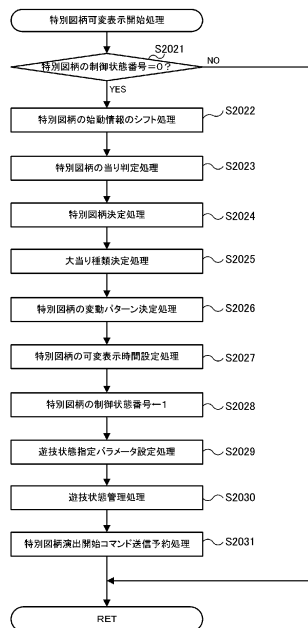 特別図柄可変表示開始処理
S2021
特別図柄の制御状態番号=0?
NO
YES
特別図柄の始動情報のシフト処理
S2022
特別図柄の当り判定処理
S2023
特別図柄決定処理
S2024
大当り種類決定処理
S2025
特別図柄の変動パターン決定処理
S2026
特別図柄の可変表示時間設定処理
S2027
特別図柄の制御状態番号←1
S2028
遊技状態指定パラメータ設定処理
S2029
遊技状態管理処理
S2030
特別図柄演出開始コマンド送信予約処理
S2031
RET